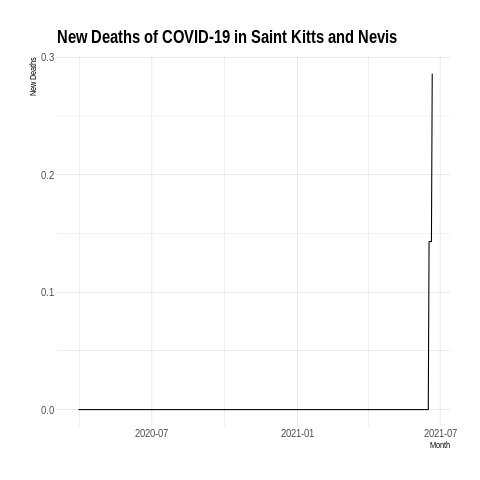 New Deaths of COVID-19 in Saint Kitts and Nevis
New Deaths
0.3
0.2
0.1
0.0
2020-07
2021-01
2021-07
Month